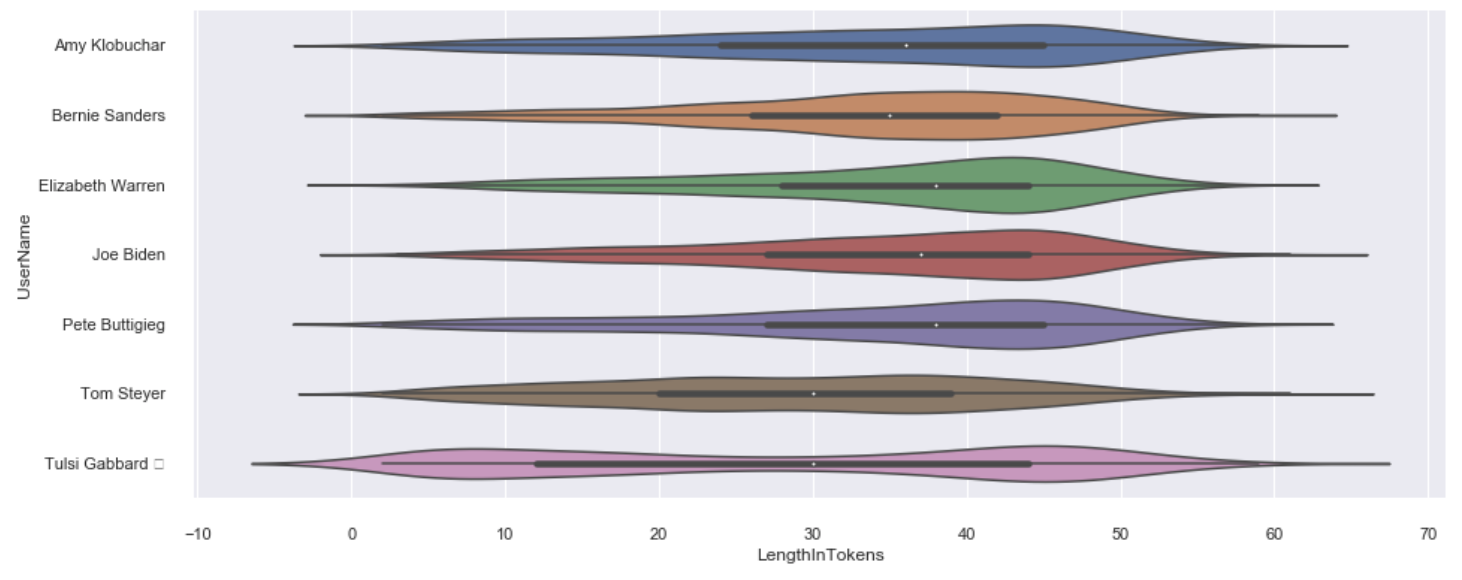 Amy Klobuchar
Bernie Sanders
Elizabeth Warren
Joe Biden
Pete Buttigieg
Tom Steyer
Tulsi Gabbard □
UserName
−10 0 10 20 30 40 50 60 70
LengthInTokens